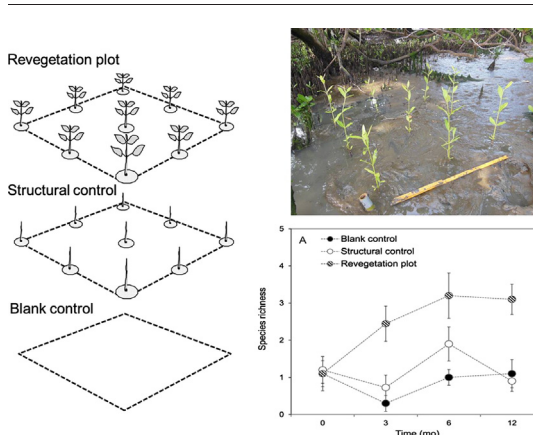 Revegetation plot
Structural control
Blank control
A
Blank control
Structural control
Revegetation plot
Species richness
5
4
3
2
1
0
0 3 6 12
Time (mo)